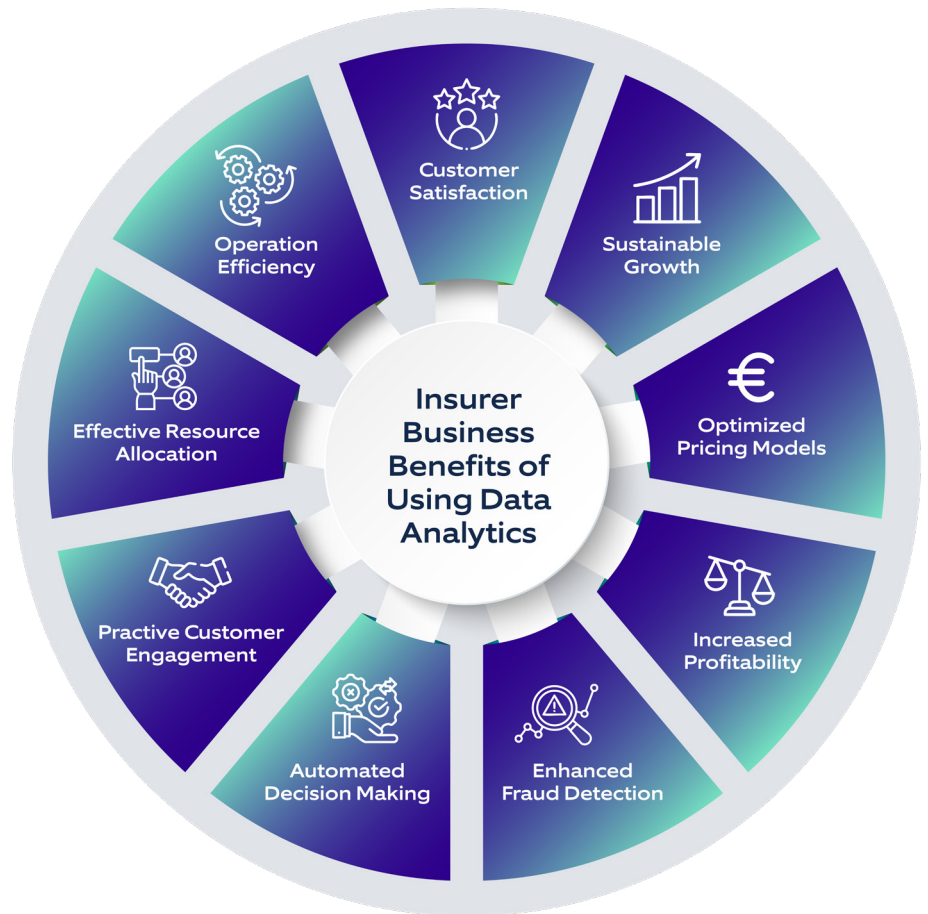 Insurer
Business
Benefits of
Using Data
Analytics
Customer
Satisfaction
Sustainable
Growth
€
Optimized
Pricing Models
Increased
Profitability
Enhanced
Fraud Detection
Automated
Decision Making
Practive Customer
Engagement
Effective Resource
Allocation
Operation
Efficiency